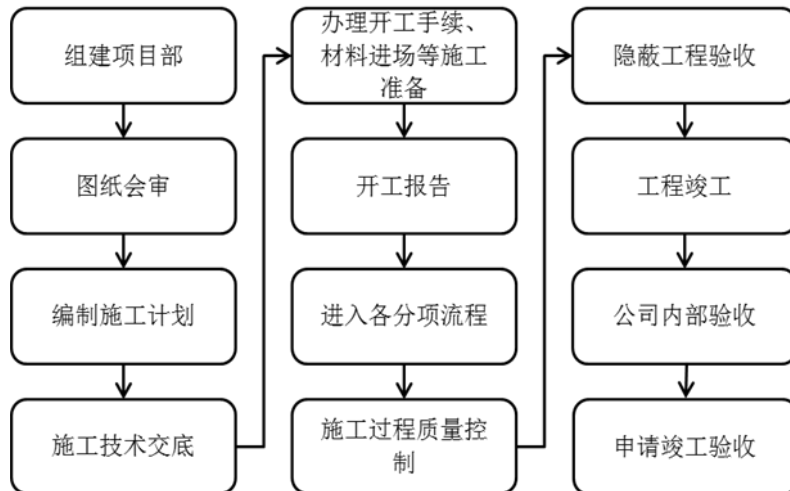 组建项目部
图纸会审
编制施工计划
施工技术交底
办理开工手续、
材料进场等施工
准备
开工报告
进入各分项流程
施工过程质量控
制
隐蔽工程验收
工程竣工
公司内部验收
申请竣工验收